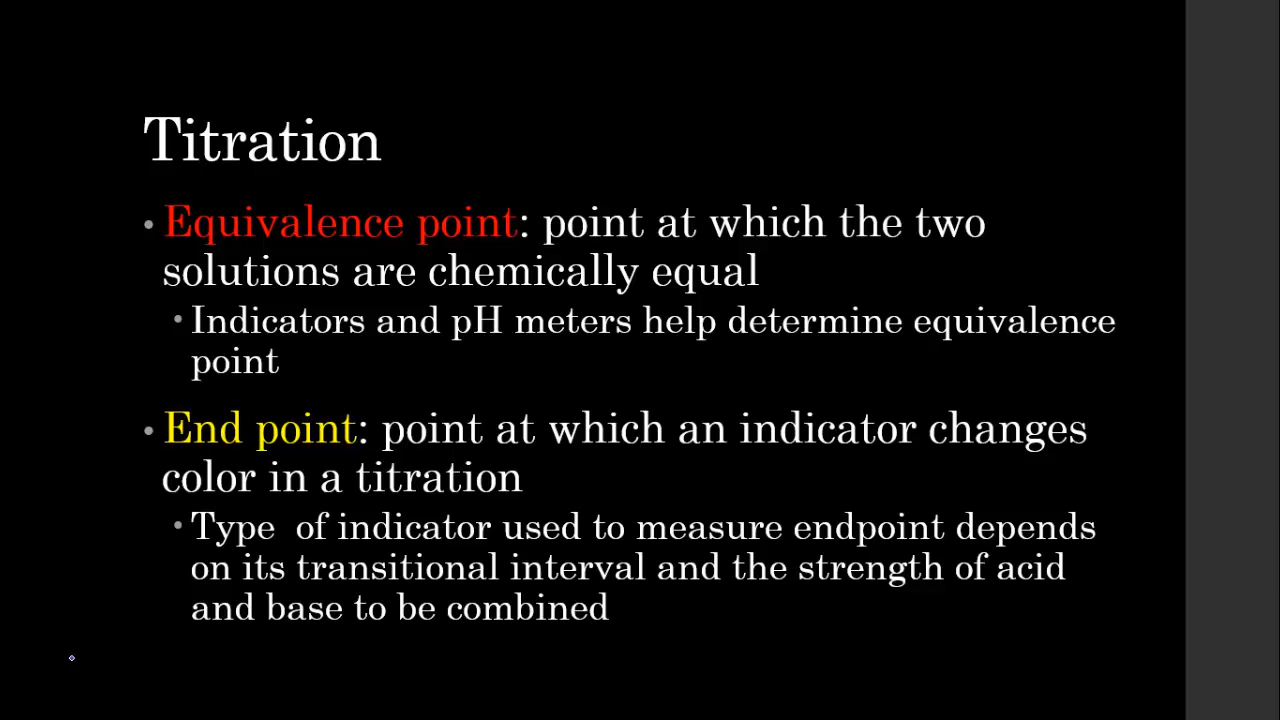 Titration
• Equivalence point: point at which the two
solutions are chemically equal
• Indicators and pH meters help determine equivalence
point
• End point: point at which an indicator changes
color in a titration
• Type  of indicator used to measure endpoint depends
on its transitional interval and the strength of acid
and base to be combined